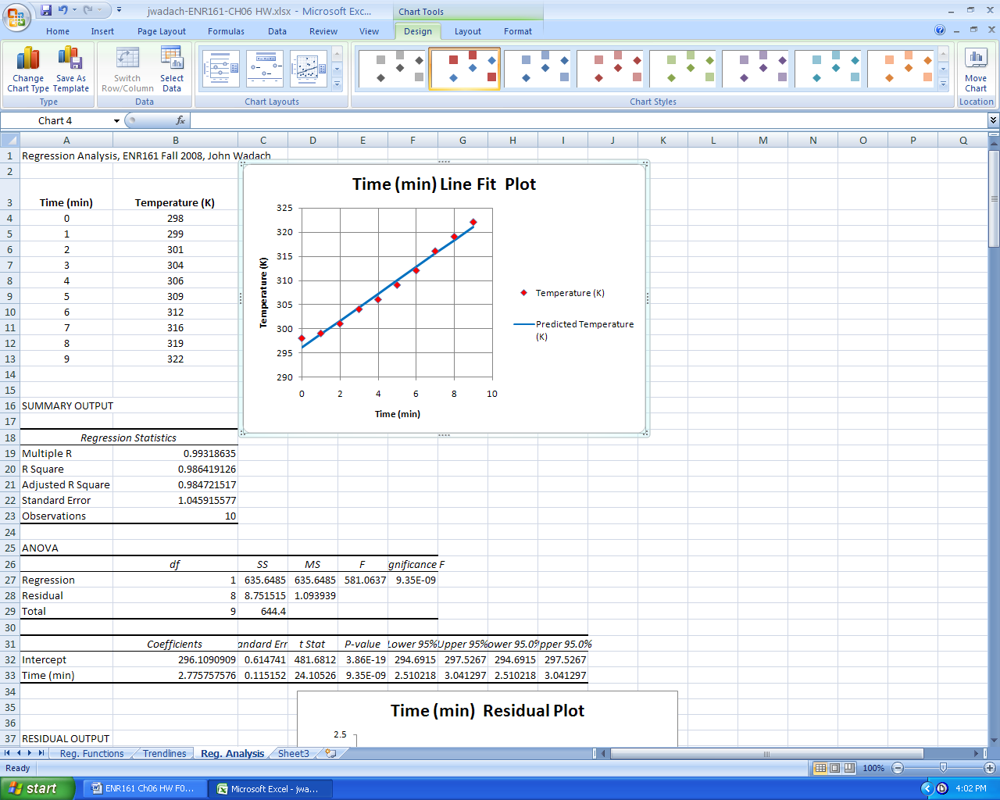 jwadach-ENR161-CH06 HW.xlsx - Microsoft Exc...
Chart Tools
Home Insert Page Layout Formulas Data Review View Design Layout Format
Change Chart Type
Save As Template
Switch Row/Column
Select Data
Move Chart
Type Data Chart Layouts Chart Styles Location
Chart 4 fx
A B C D E F G H I J K L M N O P Q
1 Regression Analysis, ENR161 Fall 2008, John Wadach
2
3 Time (min) Temperature (K)
4 0 298
5 1 299
6 2 301
7 3 304
8 4 306
9 5 309
10 6 312
11 7 316
12 8 319
13 9 322
14
15
16 SUMMARY OUTPUT
17
18 Regression Statistics
19 Multiple R 0.99318635
20 R Square 0.986419126
21 Adjusted R Square 0.984721517
22 Standard Error 1.045915577
23 Observations 10
24
25 ANOVA
26 df SS MS F gnificance F
27 Regression 1 635.6485 635.6485 581.0637 9.35E-09
28 Residual 8 8.751515 1.093939
29 Total 9 644.4
30
31 Coefficients andard Err t Stat P-value Lower 95% Upper 95% ower 95.0% pper 95.0%
32 Intercept 296.1090909 0.614741 481.6812 3.86E-19 294.6915 297.5267 294.6915 297.5267
33 Time (min) 2.775757576 0.115152 24.10526 9.35E-09 2.510218 3.041297 2.510218 3.041297
34
35
36
37 RESIDUAL OUTPUT
Time (min) Line Fit Plot
325
320
315
310
305
300
295
290
Temperature (K)
0 2 4 6 8 10
Time (min)
Temperature (K)
Predicted Temperature
(K)
Time (min) Residual Plot
2.5
Reg. Functions Trendlines Reg. Analysis Sheet3
Ready 100%
start ENR161 Ch06 HW F0... Microsoft Excel - jwa... 4:02 PM